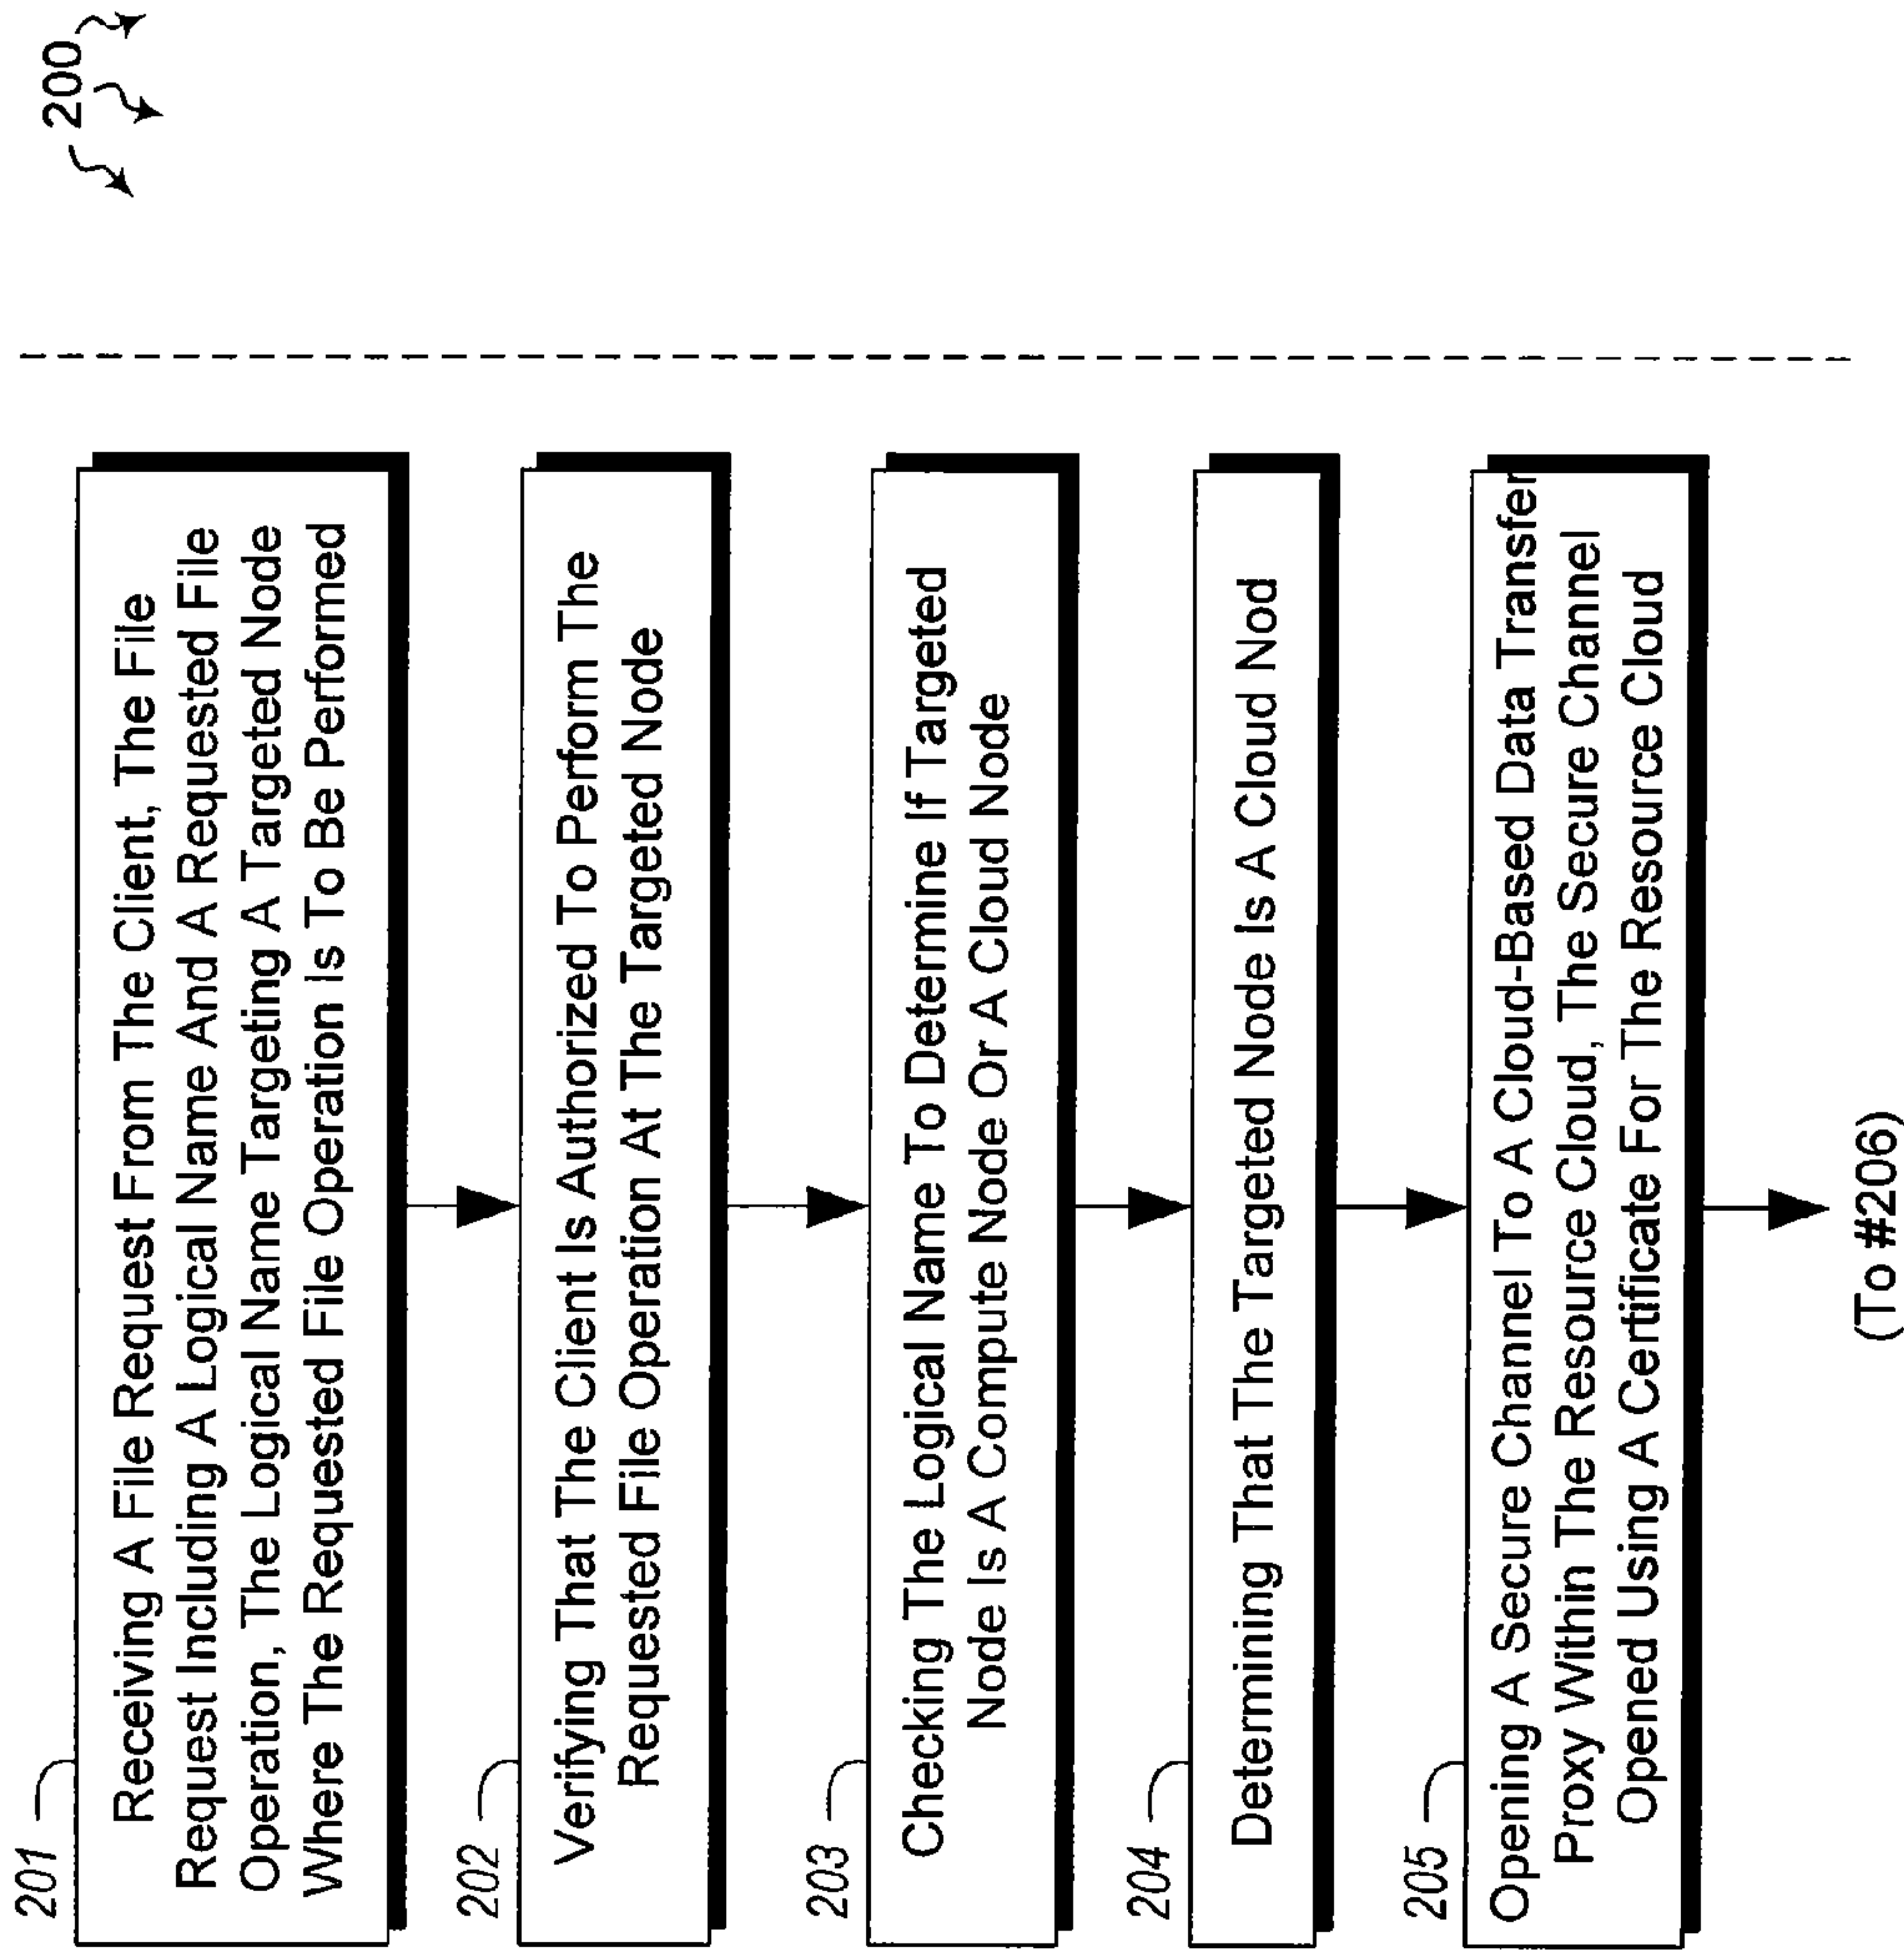 200
201
Receiving A File Request From The Client, The File
Request Including A Logical Name And A Requested File
Operation, The Logical Name Targeting A Targeted Node
Where The Requested File Operation Is To Be Performed
202
Verifying That The Client Is Authorized To Perform The
Requested File Operation At The Targeted Node
203
Checking The Logical Name To Determine If Targeted
Node Is A Compute Node Or A Cloud Node
204
Determining That The Targeted Node Is A Cloud Nod
205
Opening A Secure Channel To A Cloud-Based Data Transfer
Proxy Within The Resource Cloud, The Secure Channel
Opened Using A Certificate For The Resource Cloud
(To #206)